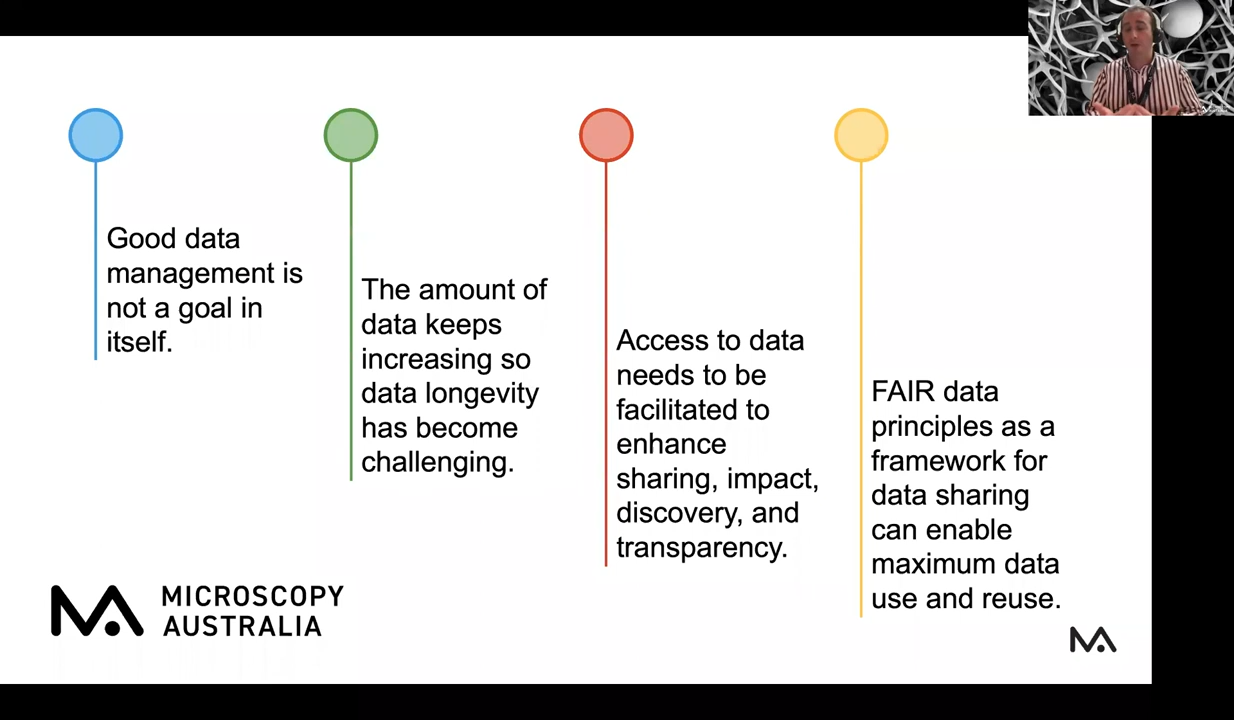 Good data
management is
not a goal in
itself.
The amount of
data keeps
increasing so
data longevity
has become
challenging.
Access to data
needs to be
facilitated to
enhance
sharing, impact,
discovery, and
transparency.
FAIR data
principles as a
framework for
data sharing
can enable
maximum data
use and reuse.
MICROSCOPY
AUSTRALIA